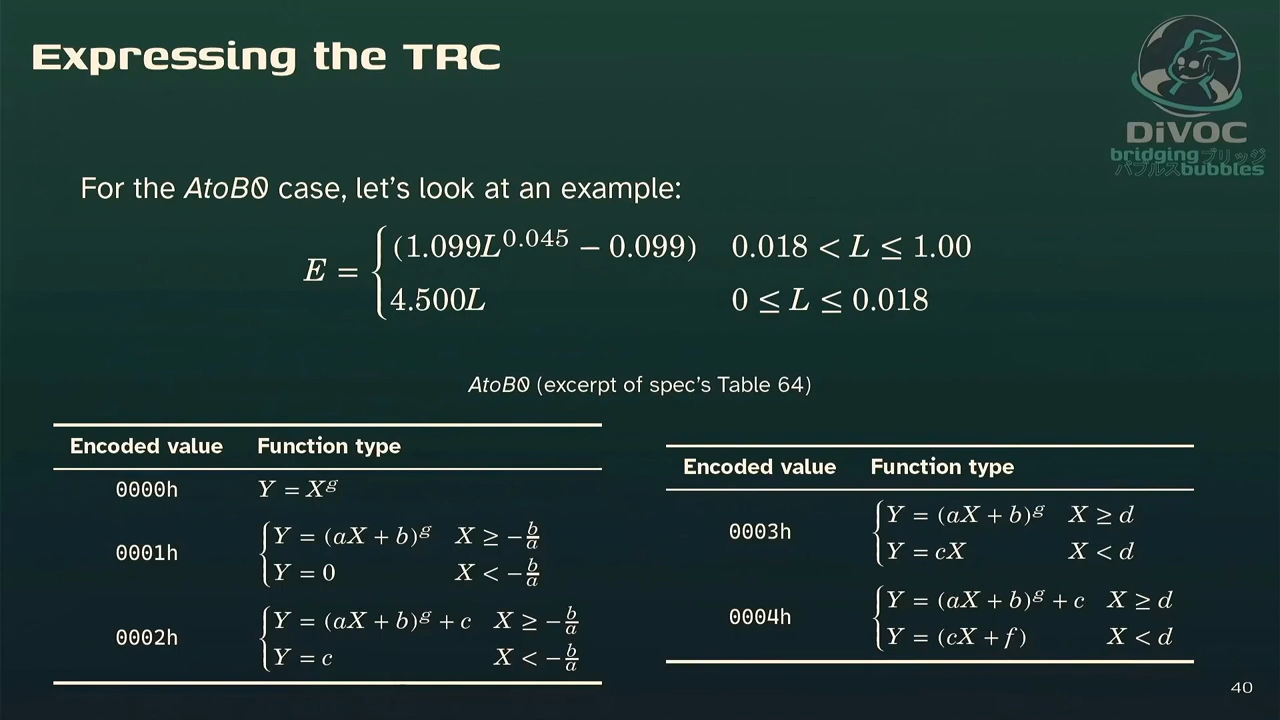 Expressing the TRC
DiVOC
bridgingブリッジ
バブルスbubbles
For the AtoB0 case, let's look at an example:
E = { (1.099L^0.045 − 0.099) 0.018 < L ≤ 1.00
4.500L 0 ≤ L ≤ 0.018
AtoB0 (excerpt of spec's Table 64)
Encoded value Function type
0000h Y = X^g
0001h { Y = (aX + b)^g X ≥ −b/a
Y = 0 X < −b/a
0002h { Y = (aX + b)^g + c X ≥ −b/a
Y = c X < −b/a
Encoded value Function type
0003h { Y = (aX + b)^g X ≥ d
Y = cX X < d
0004h { Y = (aX + b)^g + c X ≥ d
Y = (cX + f) X < d
40